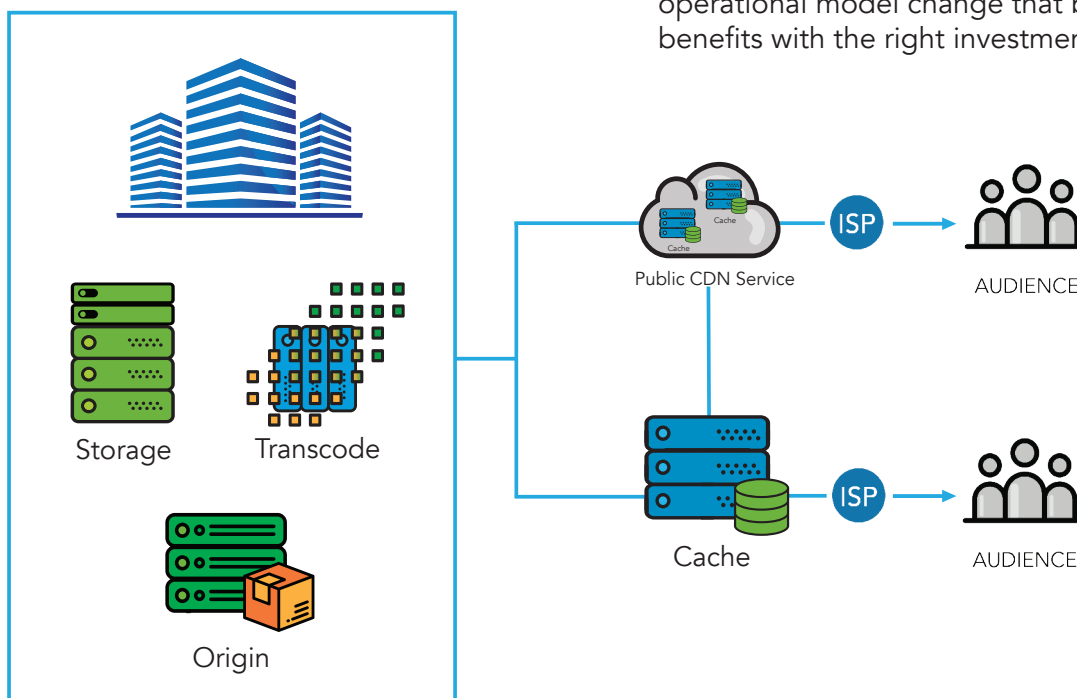 operational model change that b
benefits with the right investmen
Cache
Cache
Public CDN Service
ISP
AUDIENCE
Storage
Transcode
ISP
Cache
AUDIENCE
Origin